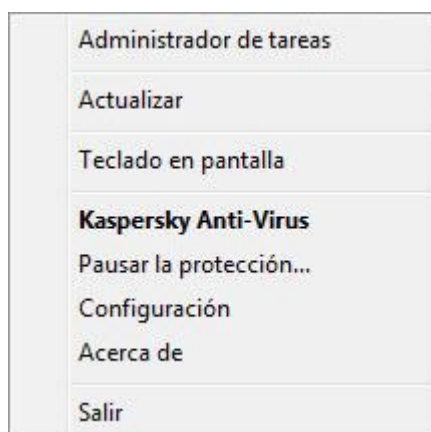 Administrador de tareas
Actualizar
Teclado en pantalla
Kaspersky Anti-Virus
Pausar la protección...
Configuración
Acerca de
Salir